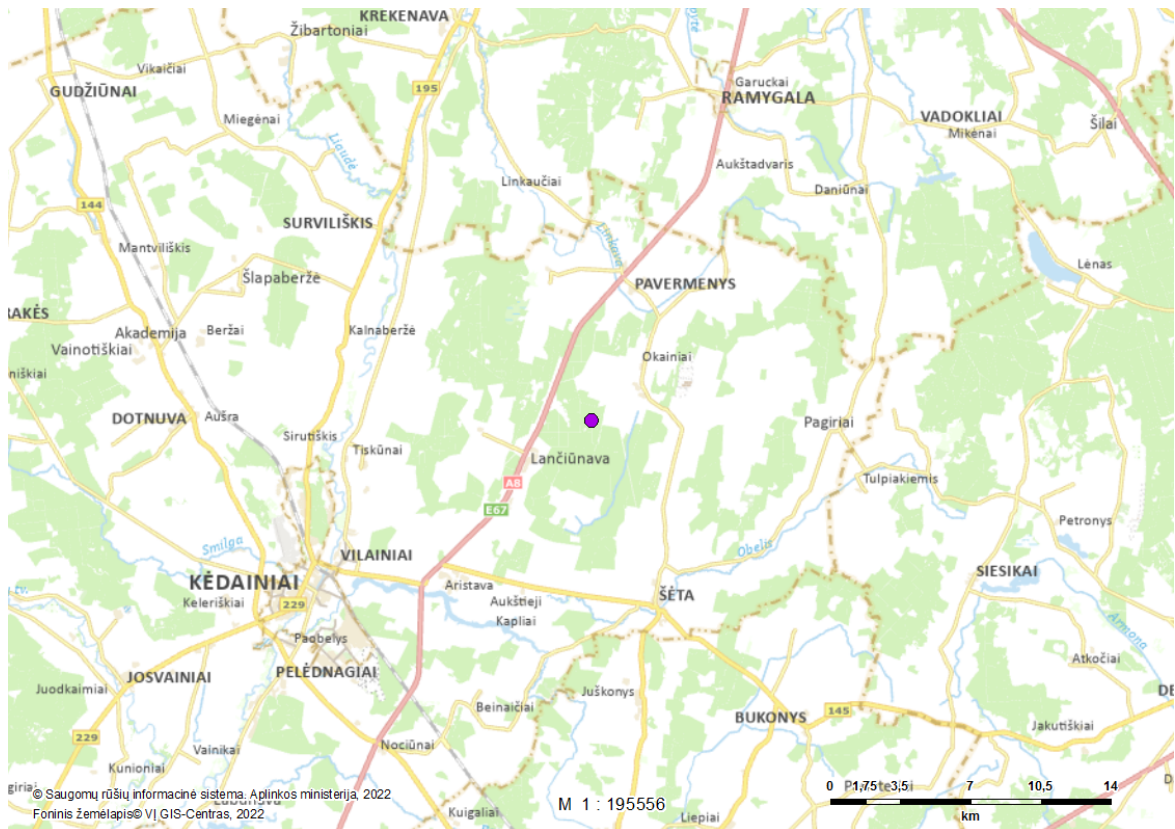 KREKENAVA
Žibartoniai
Vikaičiai
GUDŽIŪNAI
195
Garuckai
RAMYGALA
VADOKLIAI
Mikėnai
Šilai
Miegėnai
Liaudė
Aukštadvaris
Linkaučiai
Daniūnai
144
SURVILIŠKIS
Linkava
Mantviliškis
Šlapaberžė
PAVERMENYS
Lėnas
Akademija
Beržai
Kalnaberžė
Vainotiškiai
Okainiai
DOTNUVA
Aušra
Sirutiškis
Tiskūnai
Pagiriai
Lančiūnava
A8
E67
Tulpiakiemis
Petronys
Smilga
VILAINIAI
Obelis
KĖDAINIAI
Keleriškiai
229
Aristava
Aukštieji
Kapliai
ŠĖTA
SIESIKAI
Armona
Paobelys
PELĖDNAGIAI
JOSVAINIAI
Juodkaimiai
Atkočiai
Juškonys
Beinaičiai
BUKONYS
145
Jakutiškiai
229
Vainikai
Nociūnai
Kunioniai
Kuigaliai
Liepiai
© Saugomų rūšių informacinė sistema. Aplinkos ministerija, 2022
Foninis žemėlapis© VĮ GIS-Centras, 2022
M 1 : 195556
0 1,75 3,5 7 10,5 14
km